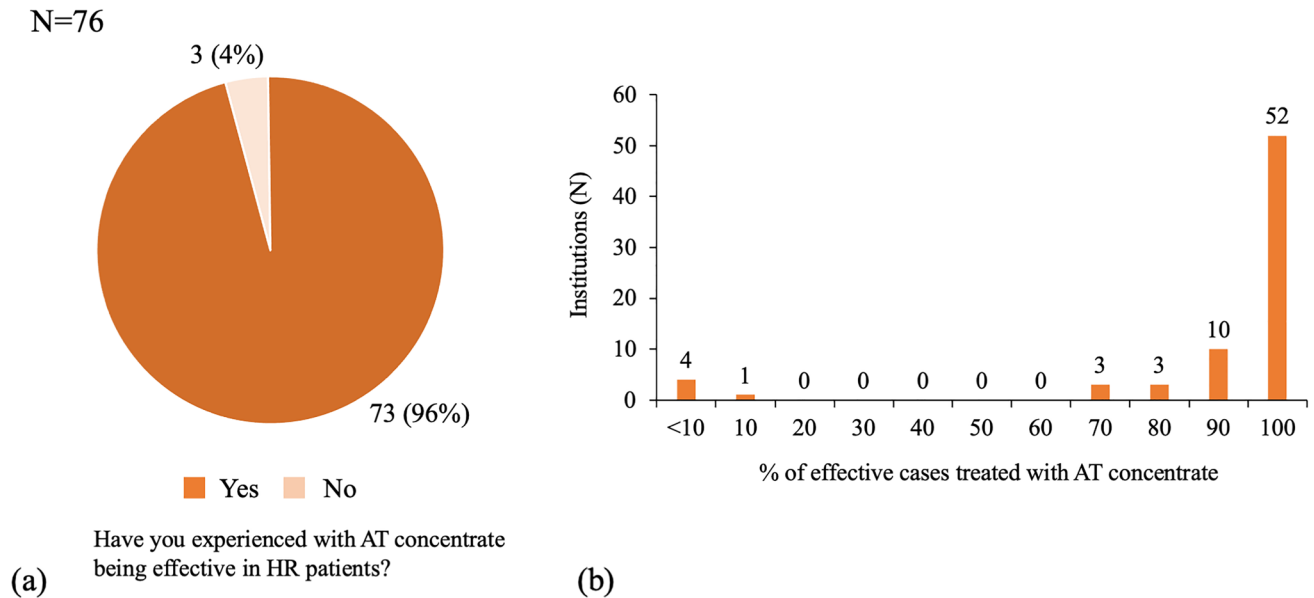 N=76
3 (4%)
73 (96%)
Yes No
Have you experienced with AT concentrate
being effective in HR patients?
(a)
Institutions (N)
60
50
40
30
20
10
0
4
1
0
0
0
0
0
3
3
10
52
<10 10 20 30 40 50 60 70 80 90 100
% of effective cases treated with AT concentrate
(b)